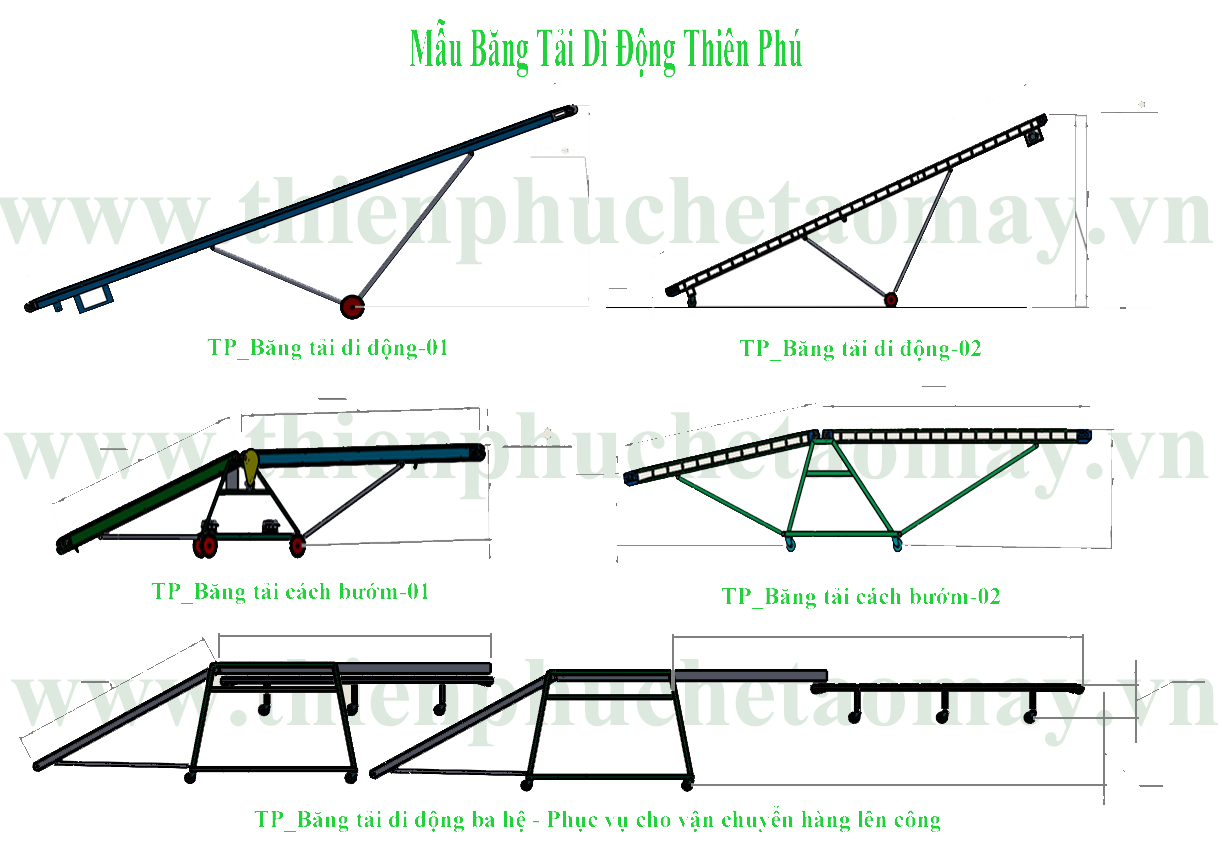 Mẫu Băng Tải Di Động Thiên Phú
www.thienphuchetaomay.vn
TP_Băng tải di động-01
TP_Băng tải di động-02
www.thienphuchetaomay.vn
TP_Băng tải cách bướm-01
TP_Băng tải cách bướm-02
www.thienphuchetaomay.vn
TP_Băng tải di động ba hệ - Phục vụ cho vận chuyển hàng lên công